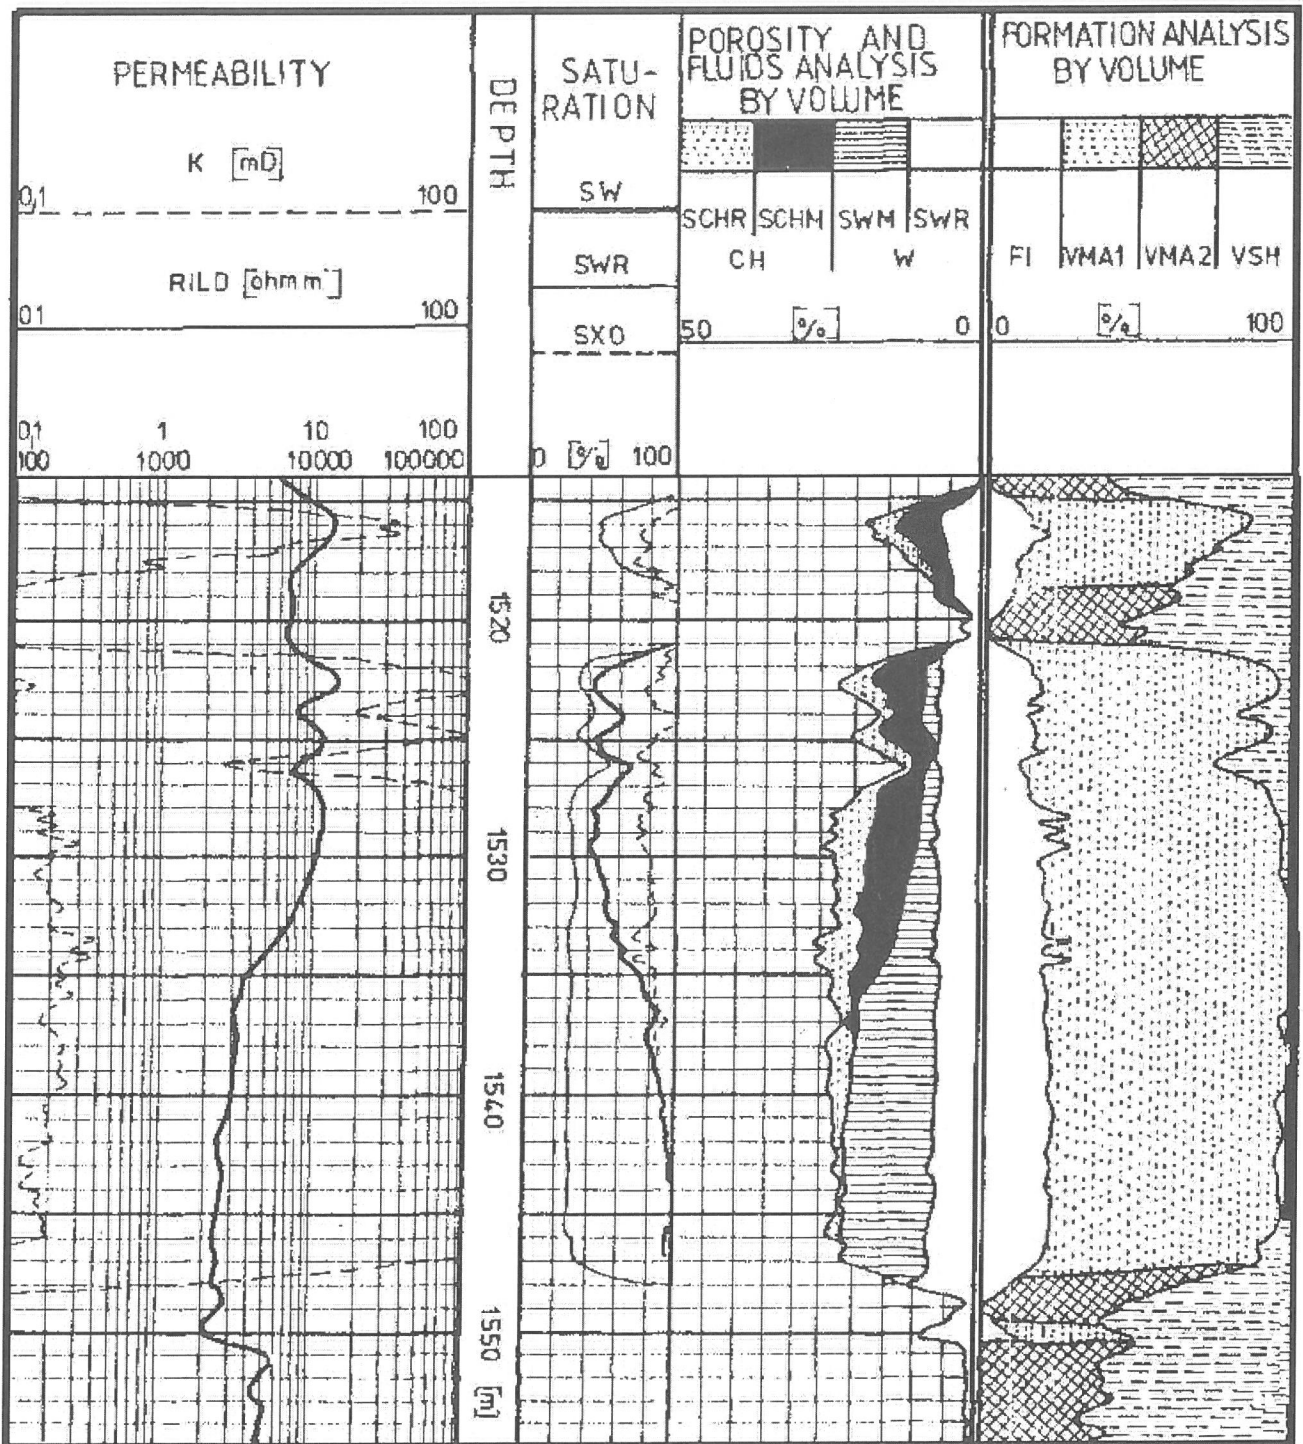 PERMEABILITY
K [mD]
0,1 100
RILD [ohmm]
01 100
0,1 1 10 100
100 1000 10000 100000
DEPTH
SATU-
RATION
SW
SWR
SXO
0 [%] 100
POROSITY AND
FLUIDS ANALYSIS
BY VOLUME
SCHR SCHM SWM SWR
CH W
50 [%] 0
FORMATION ANALYSIS
BY VOLUME
FI VMA1 VMA2 VSH
0 [%] 100
1520
1530
1540
1550 [m]